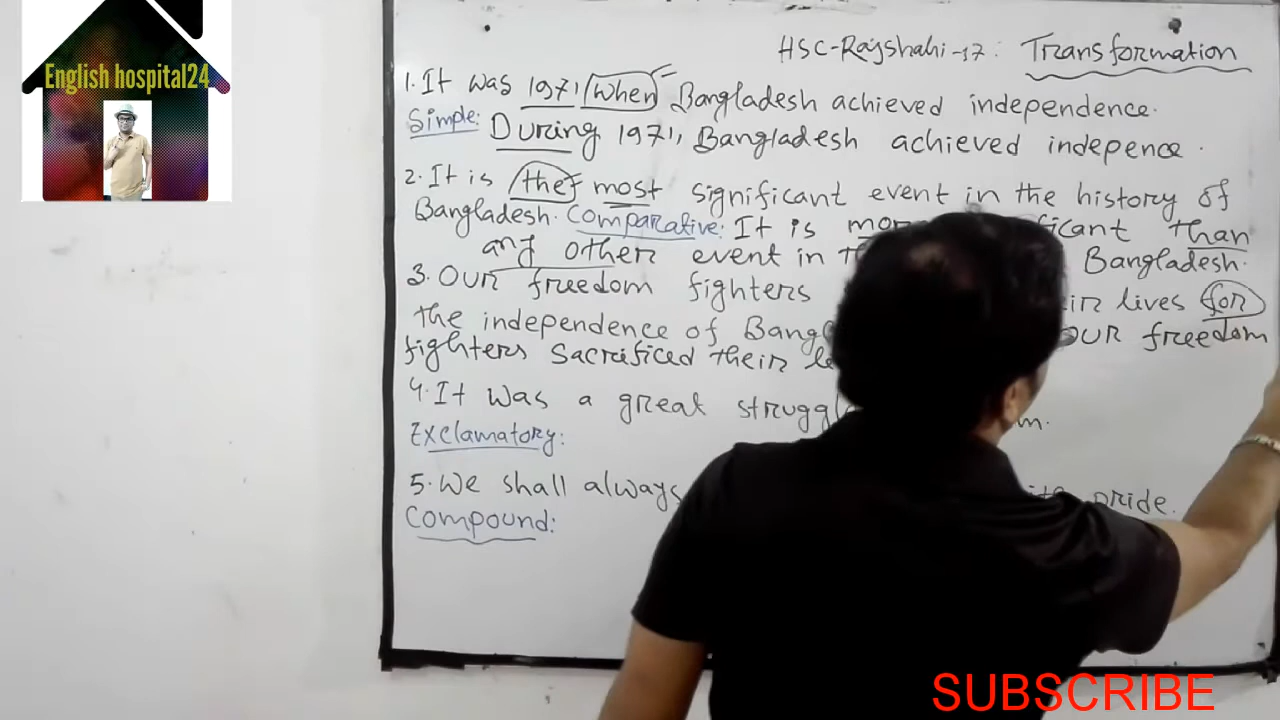 English hospital24
HSC-Rajshahi-17: Transformation
1. It was 1971 when Bangladesh achieved independence.
Simple: During 1971, Bangladesh achieved indepence.
2. It is the most significant event in the history of
Bangladesh. Comparative: It is than
any other event in Bangladesh.
3. Our freedom fighters lives for
the independence of Our freedom
fighters sacrificed their
4. It was a great
Exclamatory:
5. We shall always pride.
Compound:
SUBSCRIBE